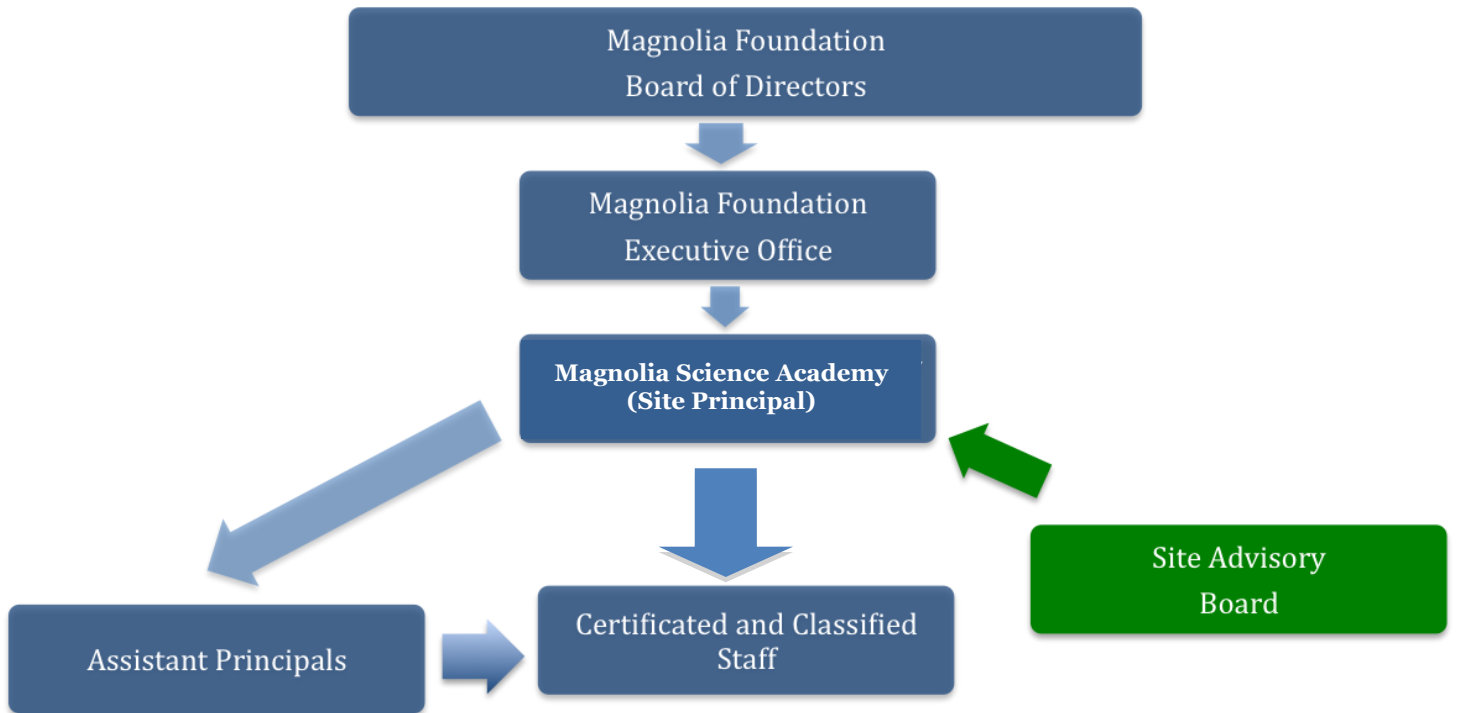 Magnolia Foundation
Board of Directors
Magnolia Foundation
Executive Office
Magnolia Science Academy
(Site Principal)
Site Advisory
Board
Assistant Principals
Certificated and Classified
Staff